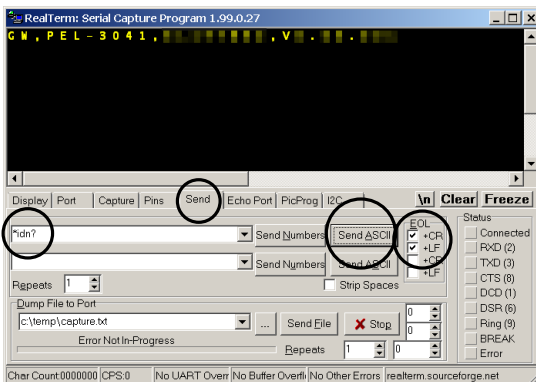 RealTerm: Serial Capture Program 1.99.0.27
GW,PEL-3041, ,V . .
Display Port Capture Pins Send Echo Port PicProg I2C \n Clear Freeze
*idn? Send Numbers Send ASCII
EOL
+CR
+LF
Send Numbers Send ASCII
+CR
+LF
Repeats 1 Strip Spaces
Dump File to Port
c:\temp\capture.txt ... Send File Stop 0
0
Error Not In-Progress Repeats 1 0
Status
Connected
RXD (2)
TXD (3)
CTS (8)
DCD (1)
DSR (6)
Ring (9)
BREAK
Error
Char Count:0000000 CPS:0 No UART Overr No Buffer Overfl No Other Errors realterm.sourceforge.net